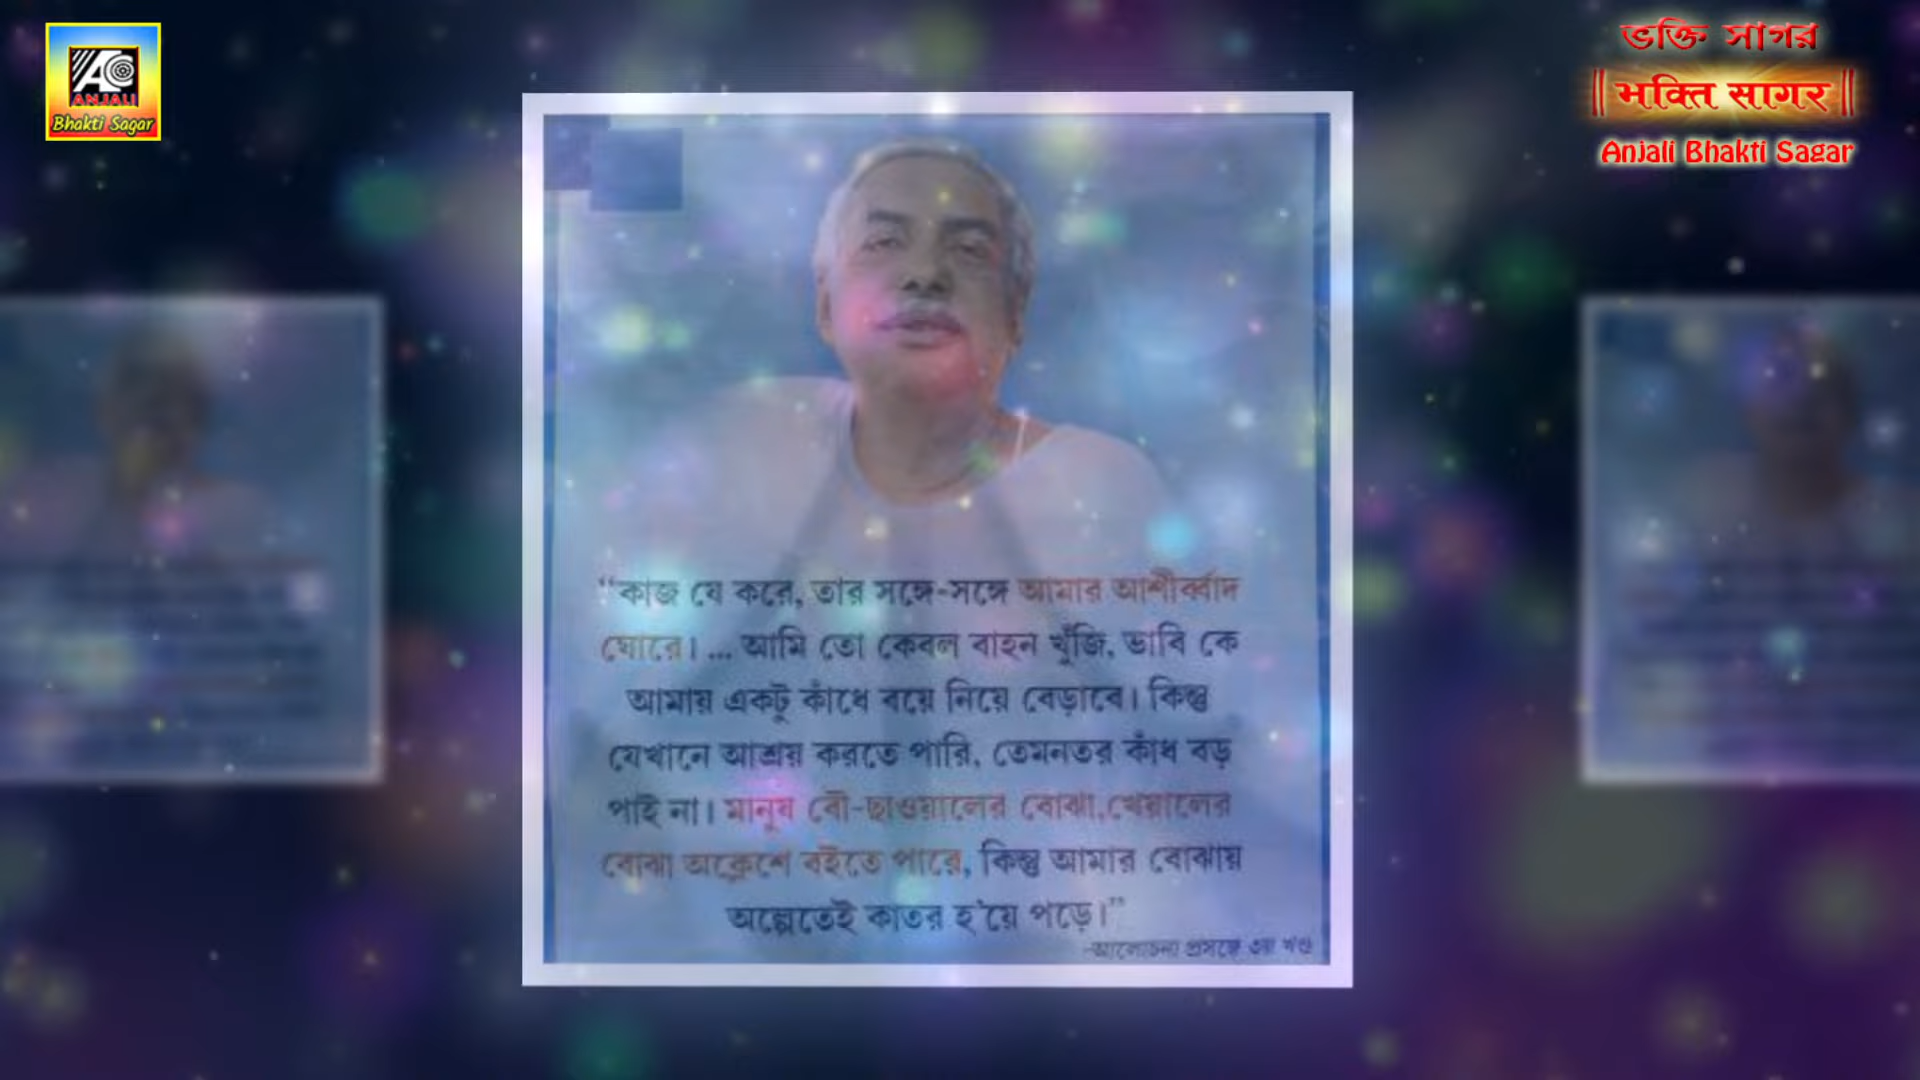 AC
ANJALI
Bhakti Sagar
ভক্তি সাগর
॥ भक्ति सागर ॥
Anjali Bhakti Sagar
“কাজ যে করে, তার সঙ্গে-সঙ্গে আমার আশীর্ব্বাদ
ঘোরে। ... আমি তো কেবল বাহন খুঁজি, ভাবি কে
আমায় একটু কাঁধে বয়ে নিয়ে বেড়াবে। কিন্তু
যেখানে আশ্রয় করতে পারি, তেমনতর কাঁধ বড়
পাই না। মানুষ বৌ-ছাওয়ালের বোঝা,খেয়ালের
বোঝা অক্লেশে বইতে পারে, কিন্তু আমার বোঝায়
অল্পেতেই কাতর হ'য়ে পড়ে।”
-আলোচনা প্রসঙ্গে ৩য় খণ্ড